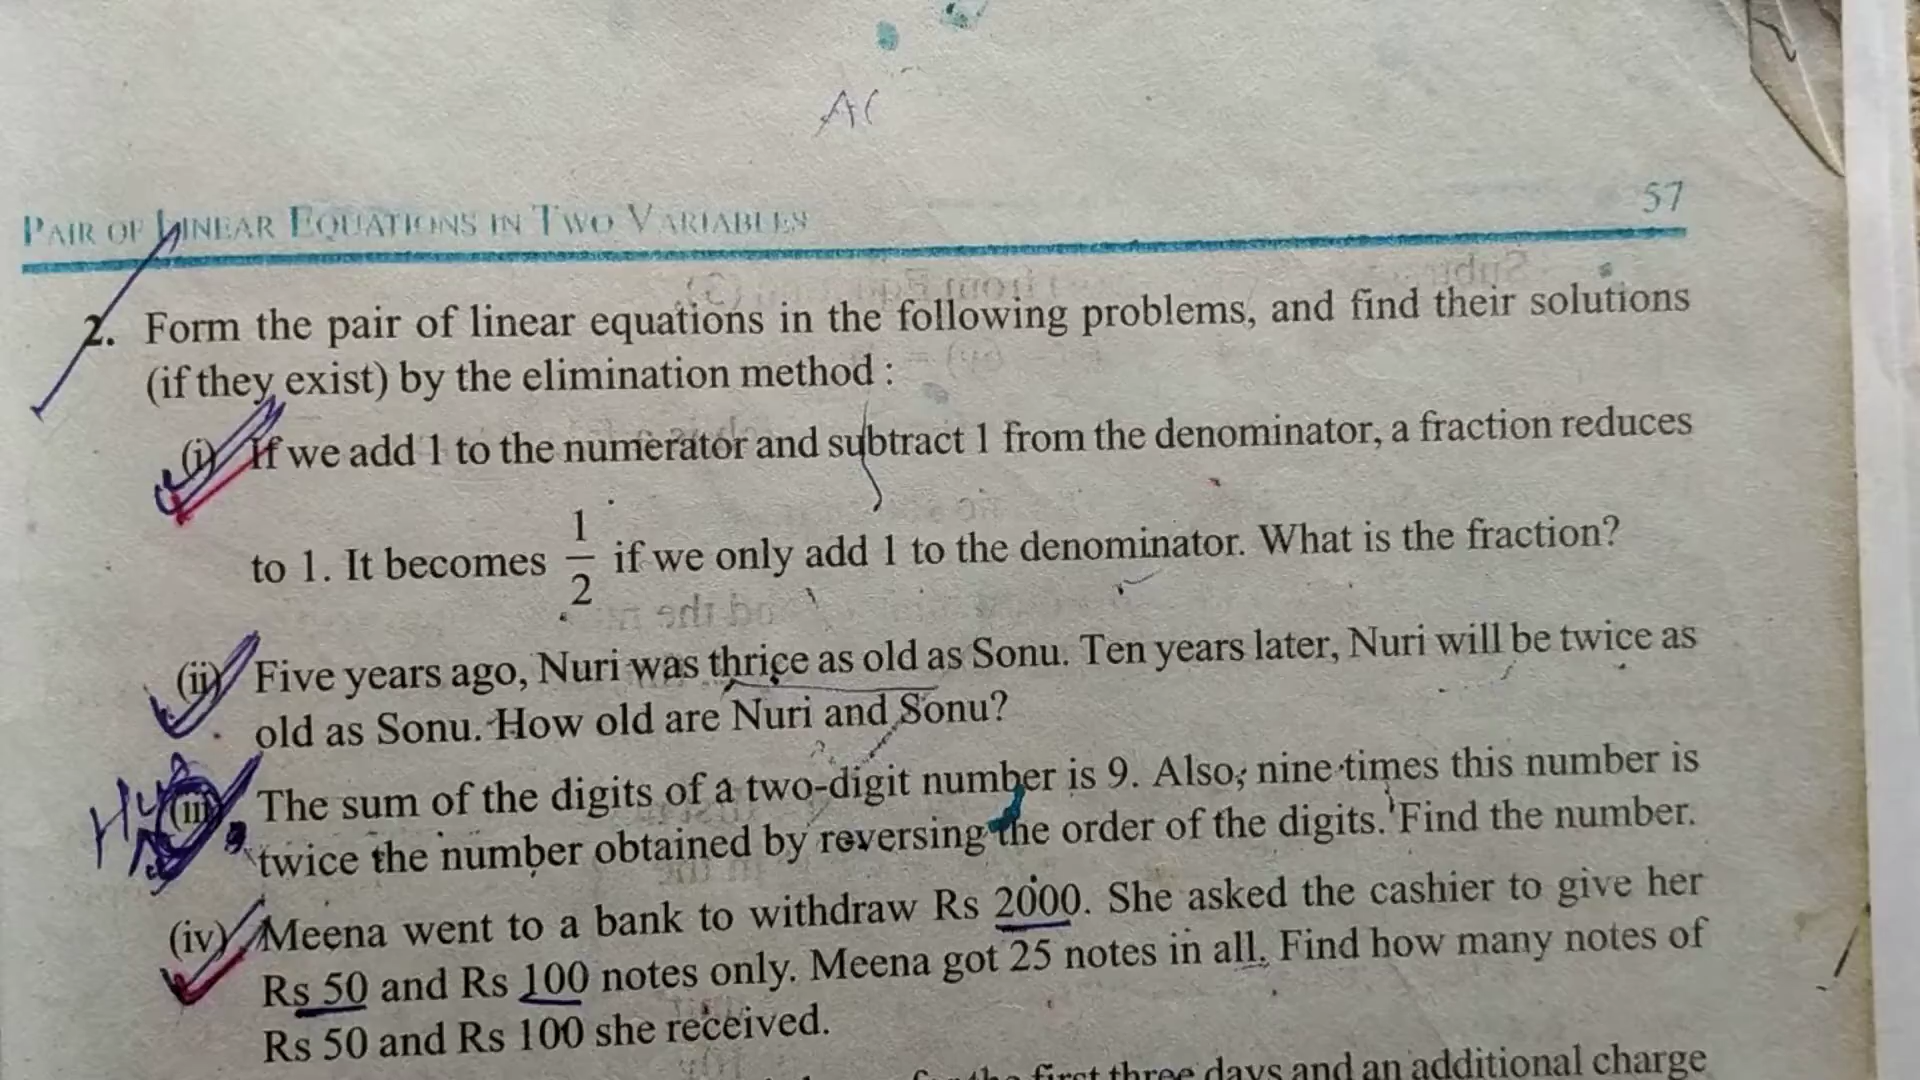 A(
PAIR OF LINEAR EQUATIONS IN TWO VARIABLES 57
2. Form the pair of linear equations in the following problems, and find their solutions
(if they exist) by the elimination method :
(i) If we add 1 to the numerator and subtract 1 from the denominator, a fraction reduces
to 1. It becomes 1/2 if we only add 1 to the denominator. What is the fraction?
(ii) Five years ago, Nuri was thrice as old as Sonu. Ten years later, Nuri will be twice as
old as Sonu. How old are Nuri and Sonu?
(iii) The sum of the digits of a two-digit number is 9. Also, nine times this number is
twice the number obtained by reversing the order of the digits. Find the number.
(iv) Meena went to a bank to withdraw Rs 2000. She asked the cashier to give her
Rs 50 and Rs 100 notes only. Meena got 25 notes in all. Find how many notes of
Rs 50 and Rs 100 she received.
first three days and an additional charge